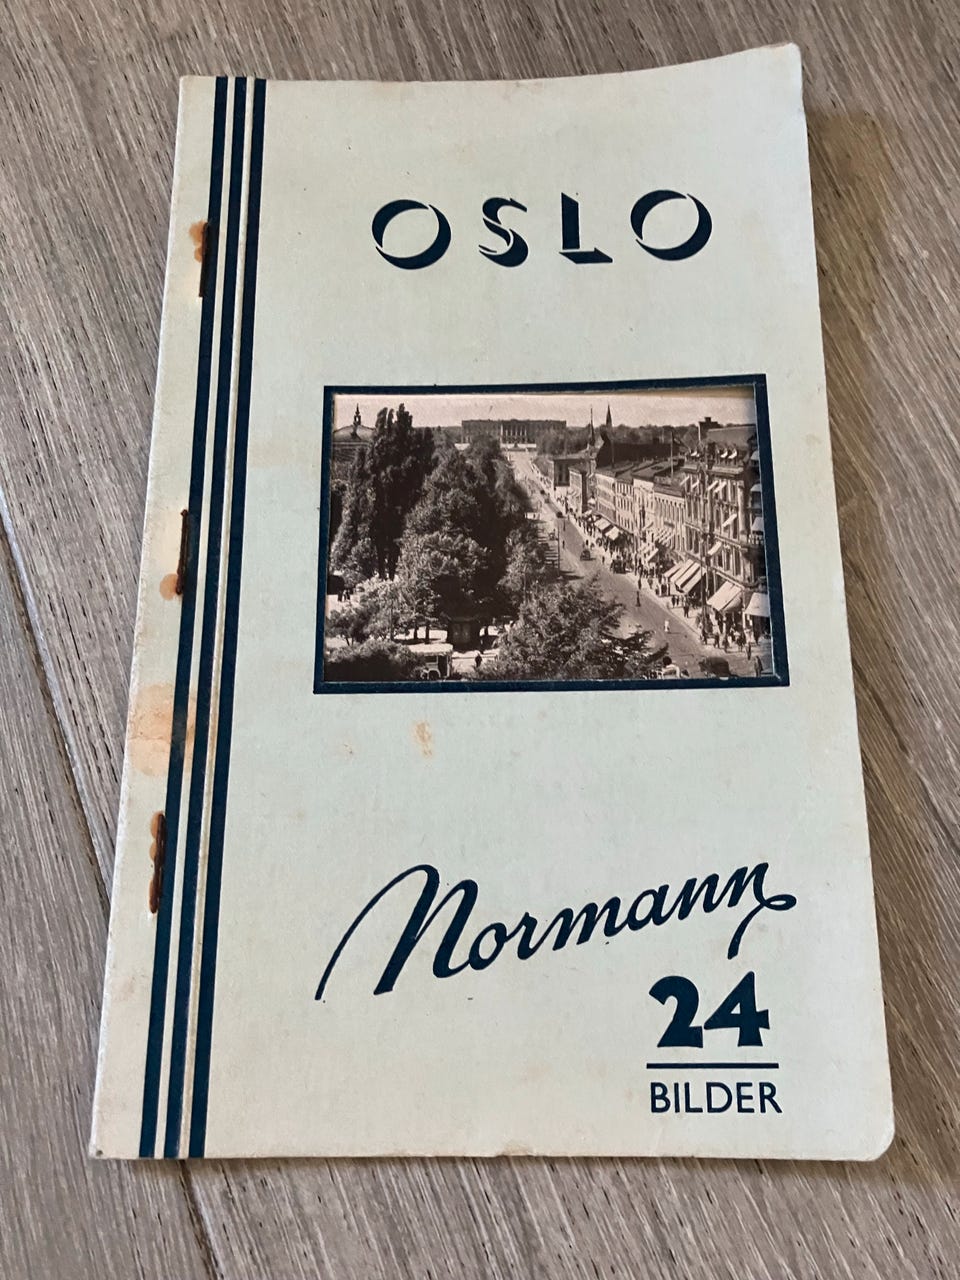 OSLO
Normann
24
BILDER